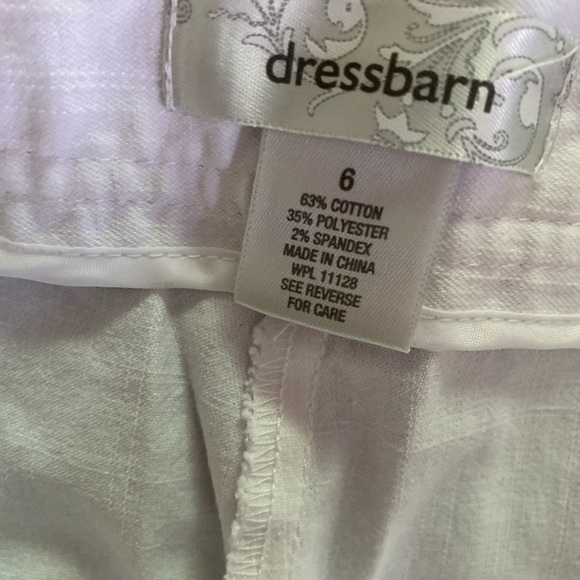 dressbarn
6
63% COTTON
35% POLYESTER
2% SPANDEX
MADE IN CHINA
WPL 11128
SEE REVERSE
FOR CARE